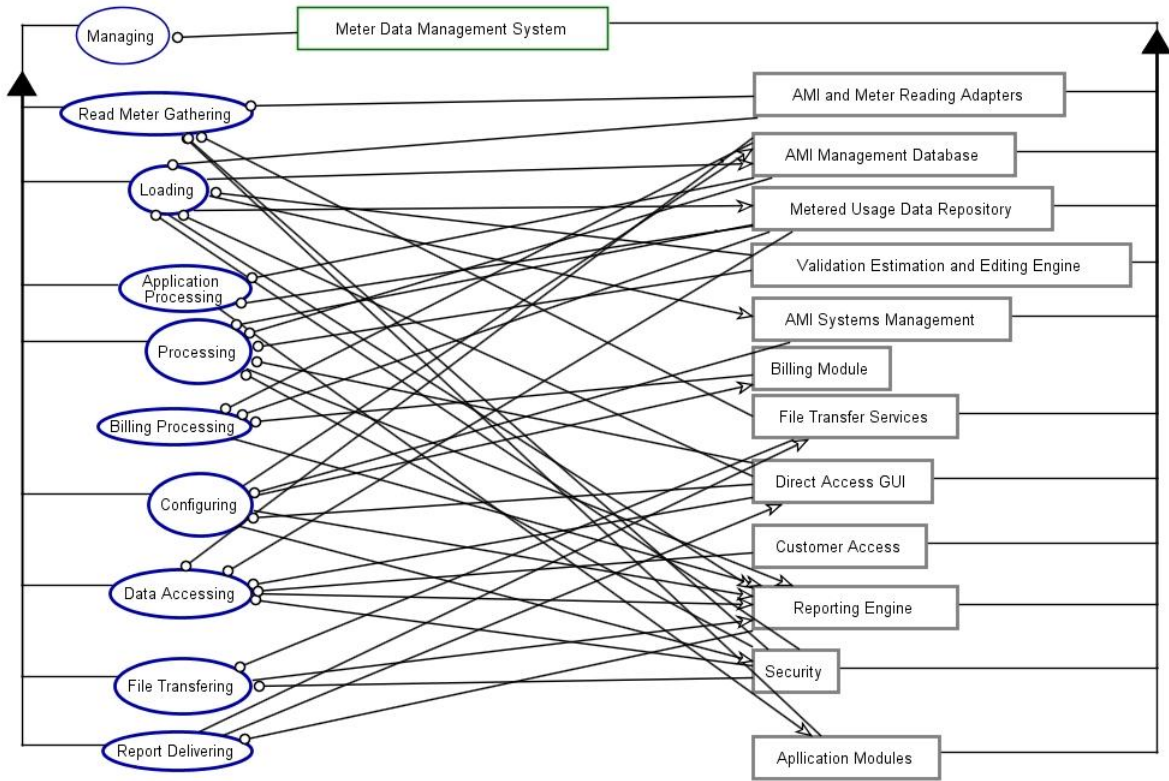 Managing
Meter Data Management System
Read Meter Gathering
AMI and Meter Reading Adapters
Loading
AMI Management Database
Metered Usage Data Repository
Application
Processing
Validation Estimation and Editing Engine
Processing
AMI Systems Management
Billing Module
Billing Processing
File Transfer Services
Configuring
Direct Access GUI
Customer Access
Data Accessing
Reporting Engine
File Transfering
Security
Report Delivering
Apllication Modules